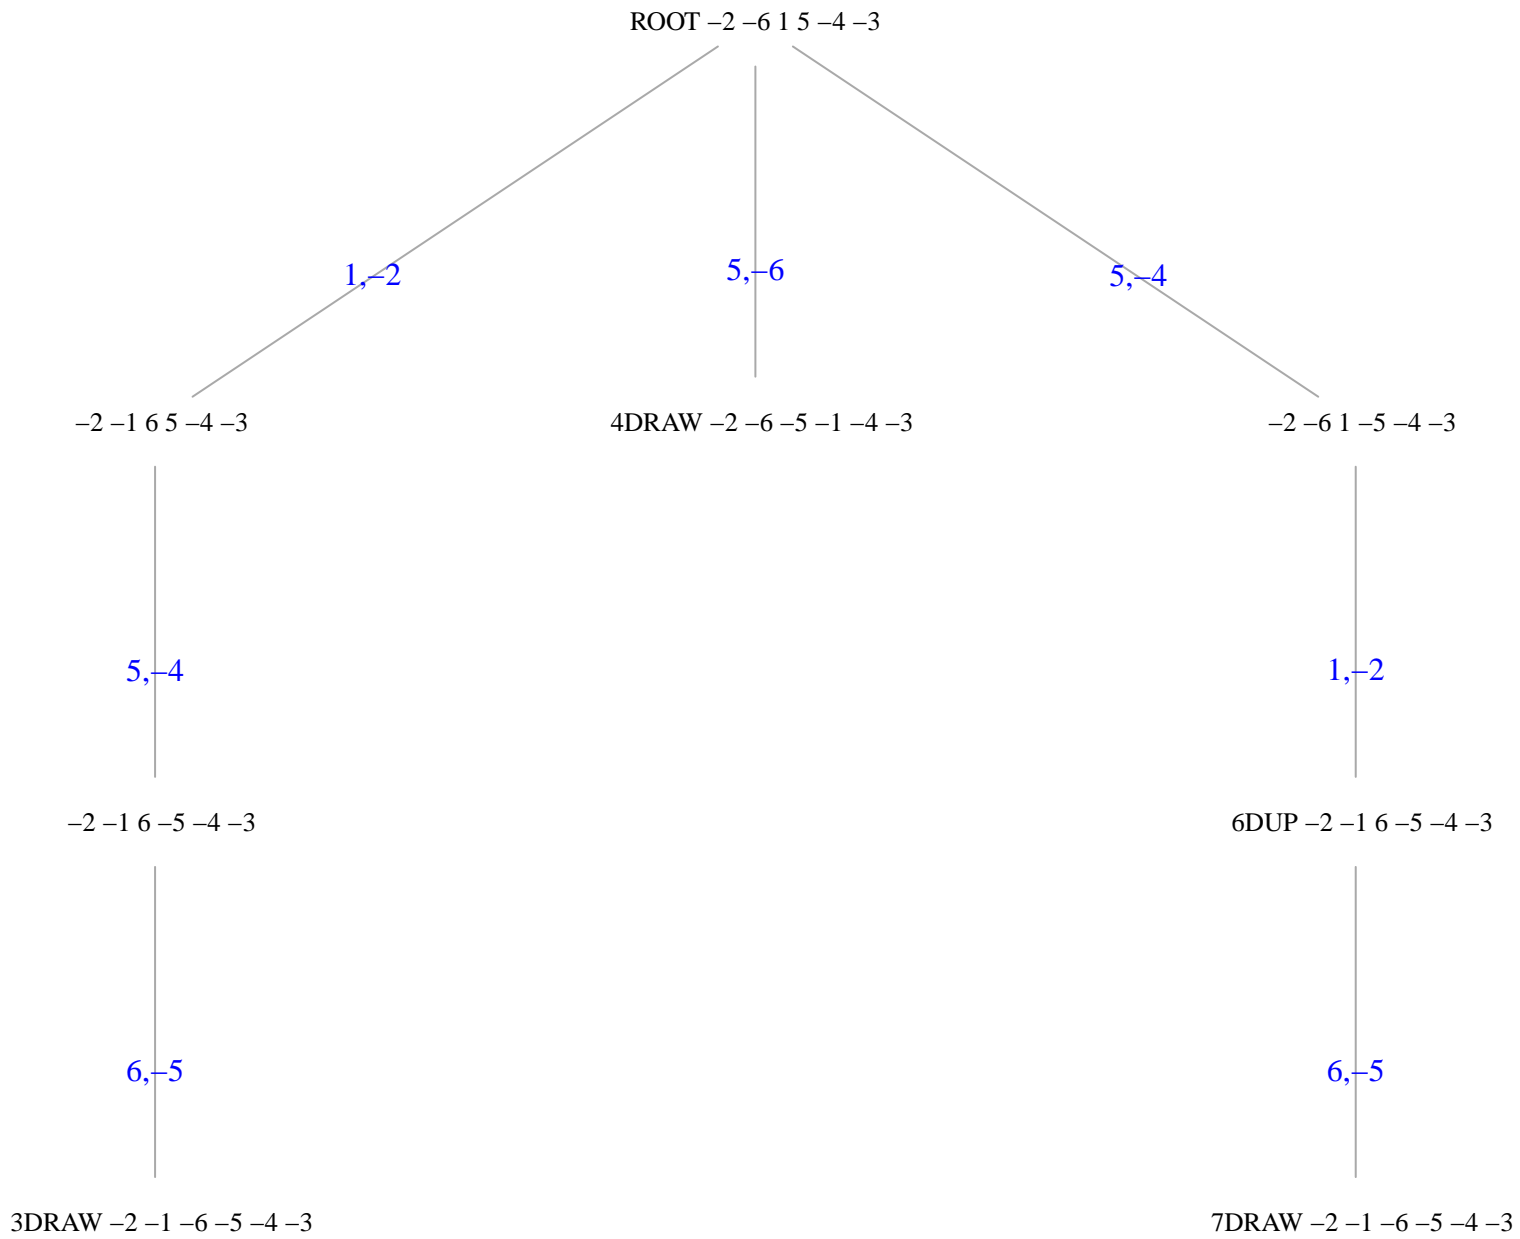 ROOT –2 –6 1 5 –4 –3
1,–2
5,–6
5,–4
–2 –1 6 5 –4 –3
4DRAW –2 –6 –5 –1 –4 –3
–2 –6 1 –5 –4 –3
5,–4
1,–2
–2 –1 6 –5 –4 –3
6DUP –2 –1 6 –5 –4 –3
6,–5
6,–5
3DRAW –2 –1 –6 –5 –4 –3
7DRAW –2 –1 –6 –5 –4 –3